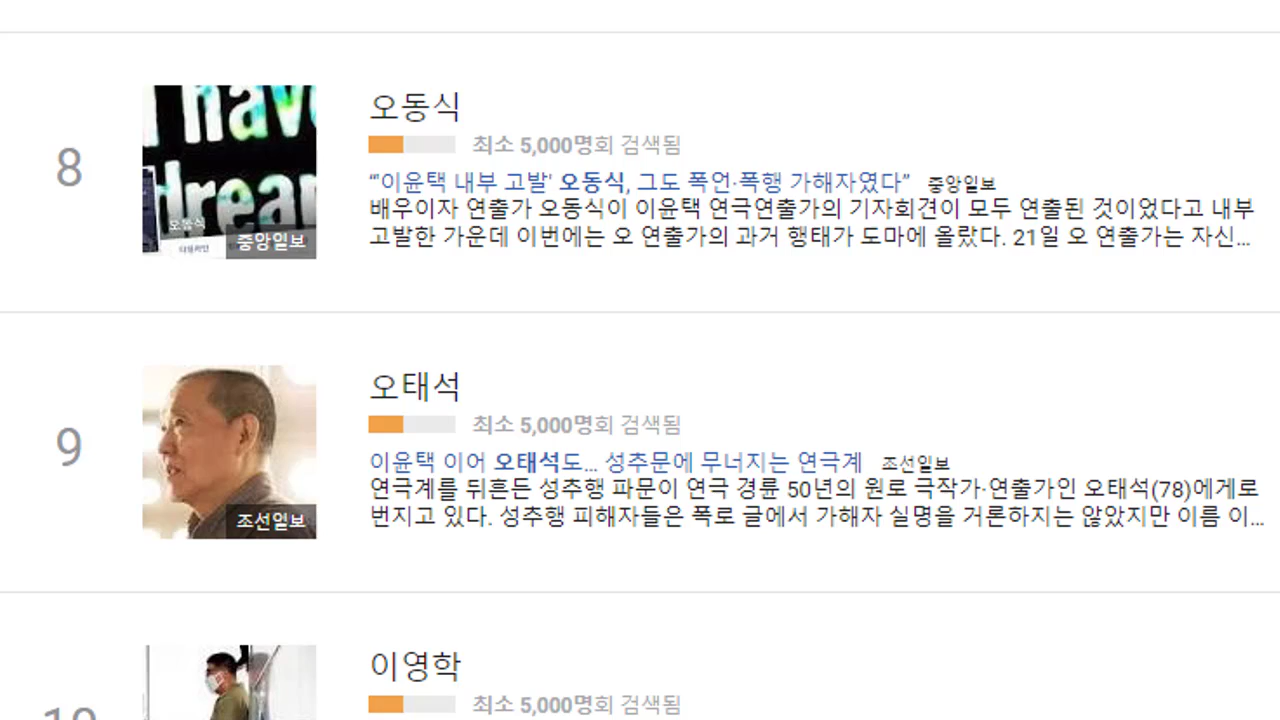 8
I have
dream
오동식
중앙일보
오동식
최소 5,000명회 검색됨
“'이윤택 내부 고발' 오동식, 그도 폭언·폭행 가해자였다” 중앙일보
배우이자 연출가 오동식이 이윤택 연극연출가의 기자회견이 모두 연출된 것이었다고 내부
고발한 가운데 이번에는 오 연출가의 과거 행태가 도마에 올랐다. 21일 오 연출가는 자신...
9
조선일보
오태석
최소 5,000명회 검색됨
이윤택 이어 오태석도... 성추문에 무너지는 연극계 조선일보
연극계를 뒤흔든 성추행 파문이 연극 경륜 50년의 원로 극작가·연출가인 오태석(78)에게로
번지고 있다. 성추행 피해자들은 폭로 글에서 가해자 실명을 거론하지는 않았지만 이름 이...
10
이영학
최소 5,000명회 검색됨